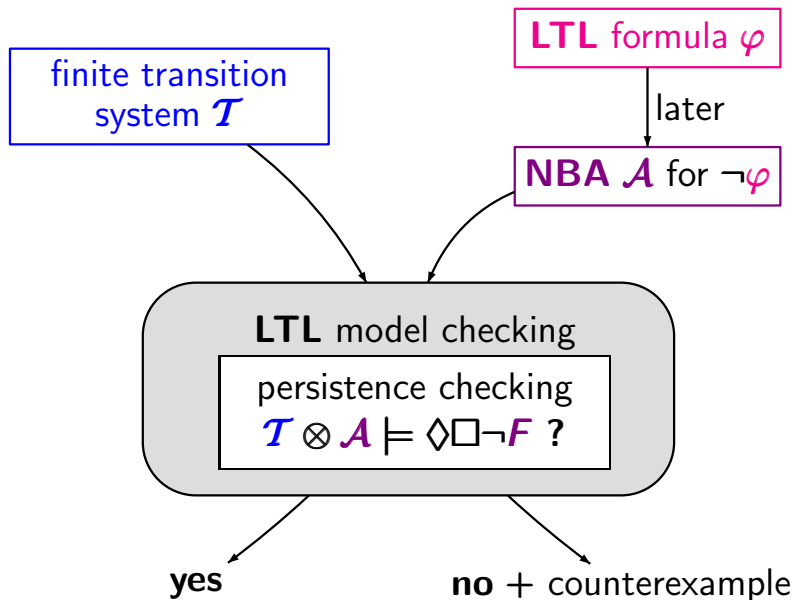 LTL formula φ
finite transition
system 𝒯
later
NBA 𝒜 for ¬φ
LTL model checking
persistence checking
𝒯 ⊗ 𝒜 ⊨ ◊□¬F ?
yes
no + counterexample